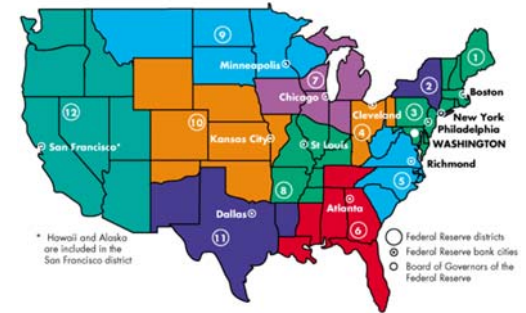 9
1
Minneapolis
2
7
Boston
12
Chicago
3
Cleveland
New York
10
Philadelphia
San Francisco*
Kansas City
4
WASHINGTON
St Louis
Richmond
8
5
Dallas
Atlanta
11
6
* Hawaii and Alaska
are included in the
San Francisco district
Federal Reserve districts
Federal Reserve bank cities
Board of Governors of the
Federal Reserve